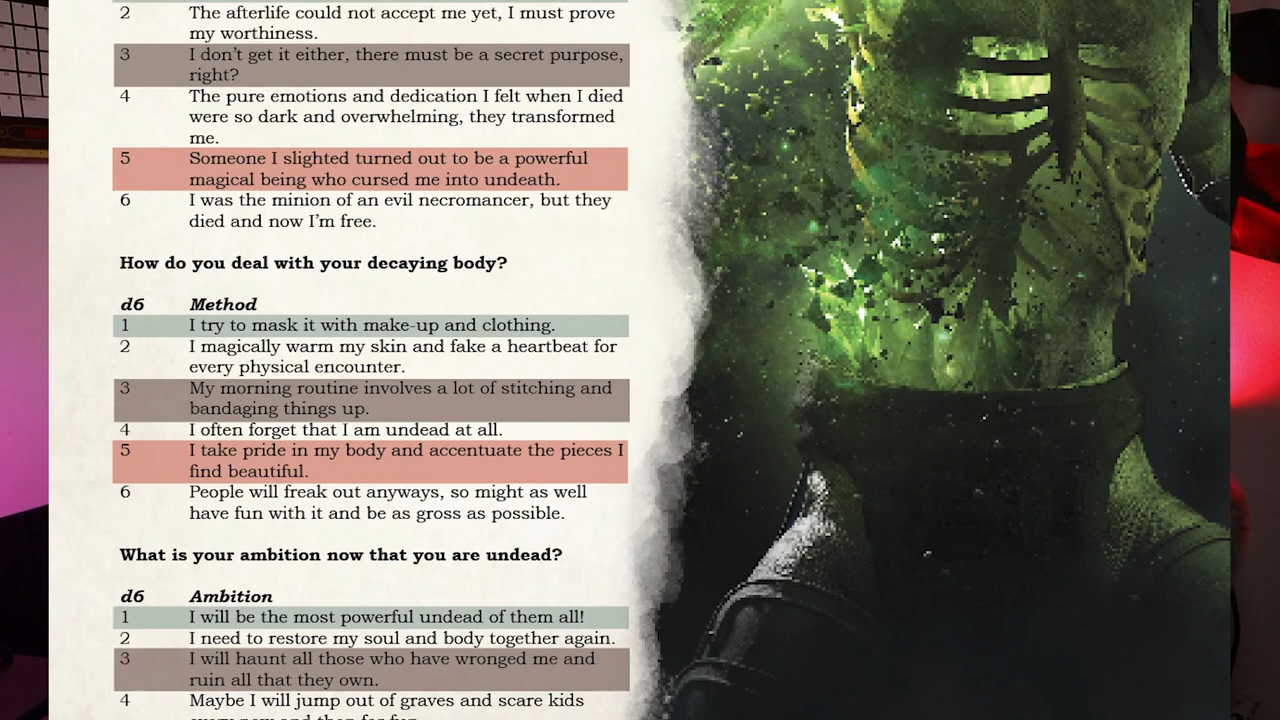 2 The afterlife could not accept me yet, I must prove
my worthiness.
3 I don't get it either, there must be a secret purpose,
right?
4 The pure emotions and dedication I felt when I died
were so dark and overwhelming, they transformed
me.
5 Someone I slighted turned out to be a powerful
magical being who cursed me into undeath.
6 I was the minion of an evil necromancer, but they
died and now I'm free.
How do you deal with your decaying body?
d6 Method
1 I try to mask it with make-up and clothing.
2 I magically warm my skin and fake a heartbeat for
every physical encounter.
3 My morning routine involves a lot of stitching and
bandaging things up.
4 I often forget that I am undead at all.
5 I take pride in my body and accentuate the pieces I
find beautiful.
6 People will freak out anyways, so might as well
have fun with it and be as gross as possible.
What is your ambition now that you are undead?
d6 Ambition
1 I will be the most powerful undead of them all!
2 I need to restore my soul and body together again.
3 I will haunt all those who have wronged me and
ruin all that they own.
4 Maybe I will jump out of graves and scare kids